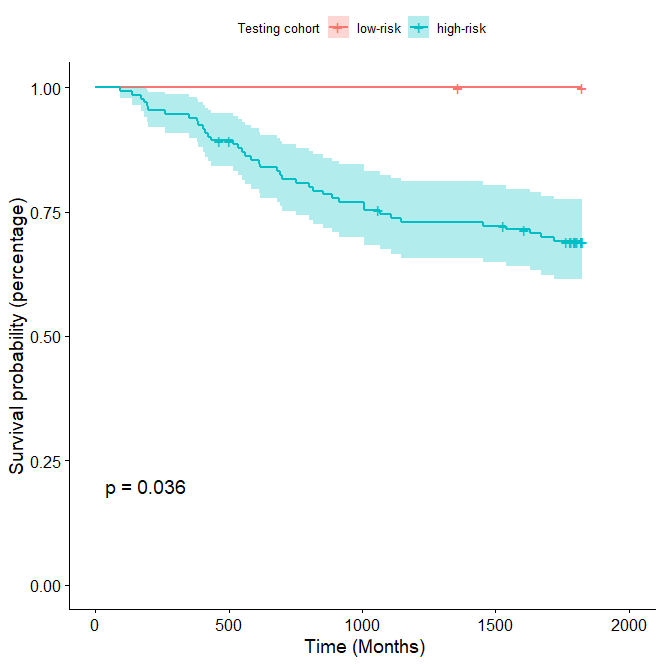 Testing cohort low-risk high-risk
Survival probability (percentage)
1.00
0.75
0.50
0.25
0.00
p = 0.036
0 500 1000 1500 2000
Time (Months)